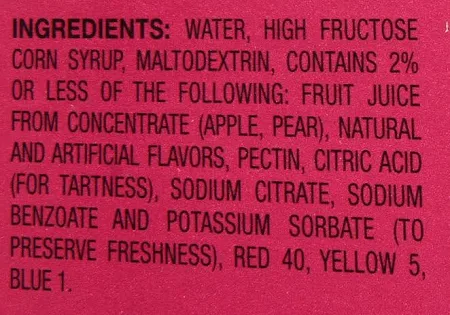 INGREDIENTS: WATER, HIGH FRUCTOSE
CORN SYRUP, MALTODEXTRIN, CONTAINS 2%
OR LESS OF THE FOLLOWING: FRUIT JUICE
FROM CONCENTRATE (APPLE, PEAR), NATURAL
AND ARTIFICIAL FLAVORS, PECTIN, CITRIC ACID
(FOR TARTNESS), SODIUM CITRATE, SODIUM
BENZOATE AND POTASSIUM SORBATE (TO
PRESERVE FRESHNESS), RED 40, YELLOW 5,
BLUE 1.